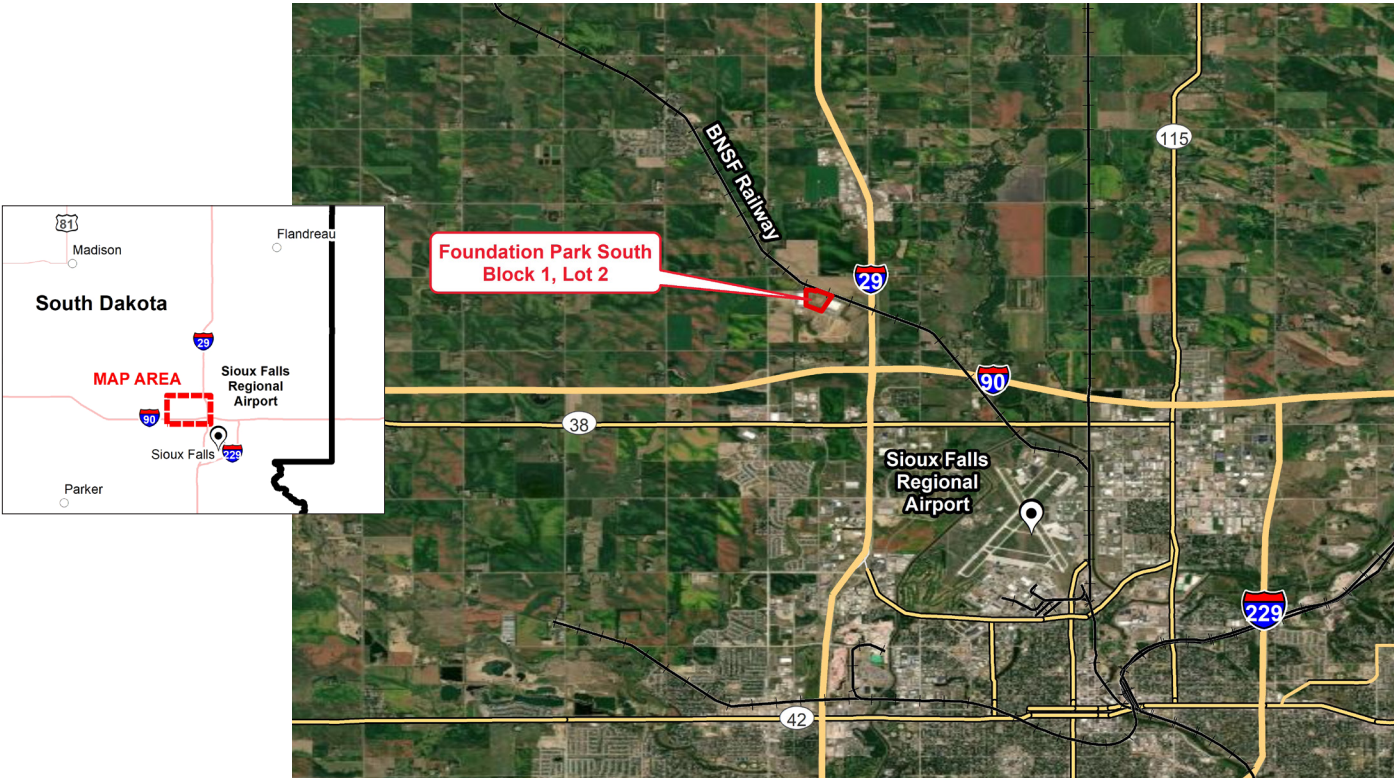 81
Flandreau
Madison
South Dakota
29
MAP AREA
Sioux Falls
Regional
Airport
90
Sioux Falls
229
Parker
BNSF Railway
115
Foundation Park South
Block 1, Lot 2
29
90
38
Sioux Falls
Regional
Airport
229
42